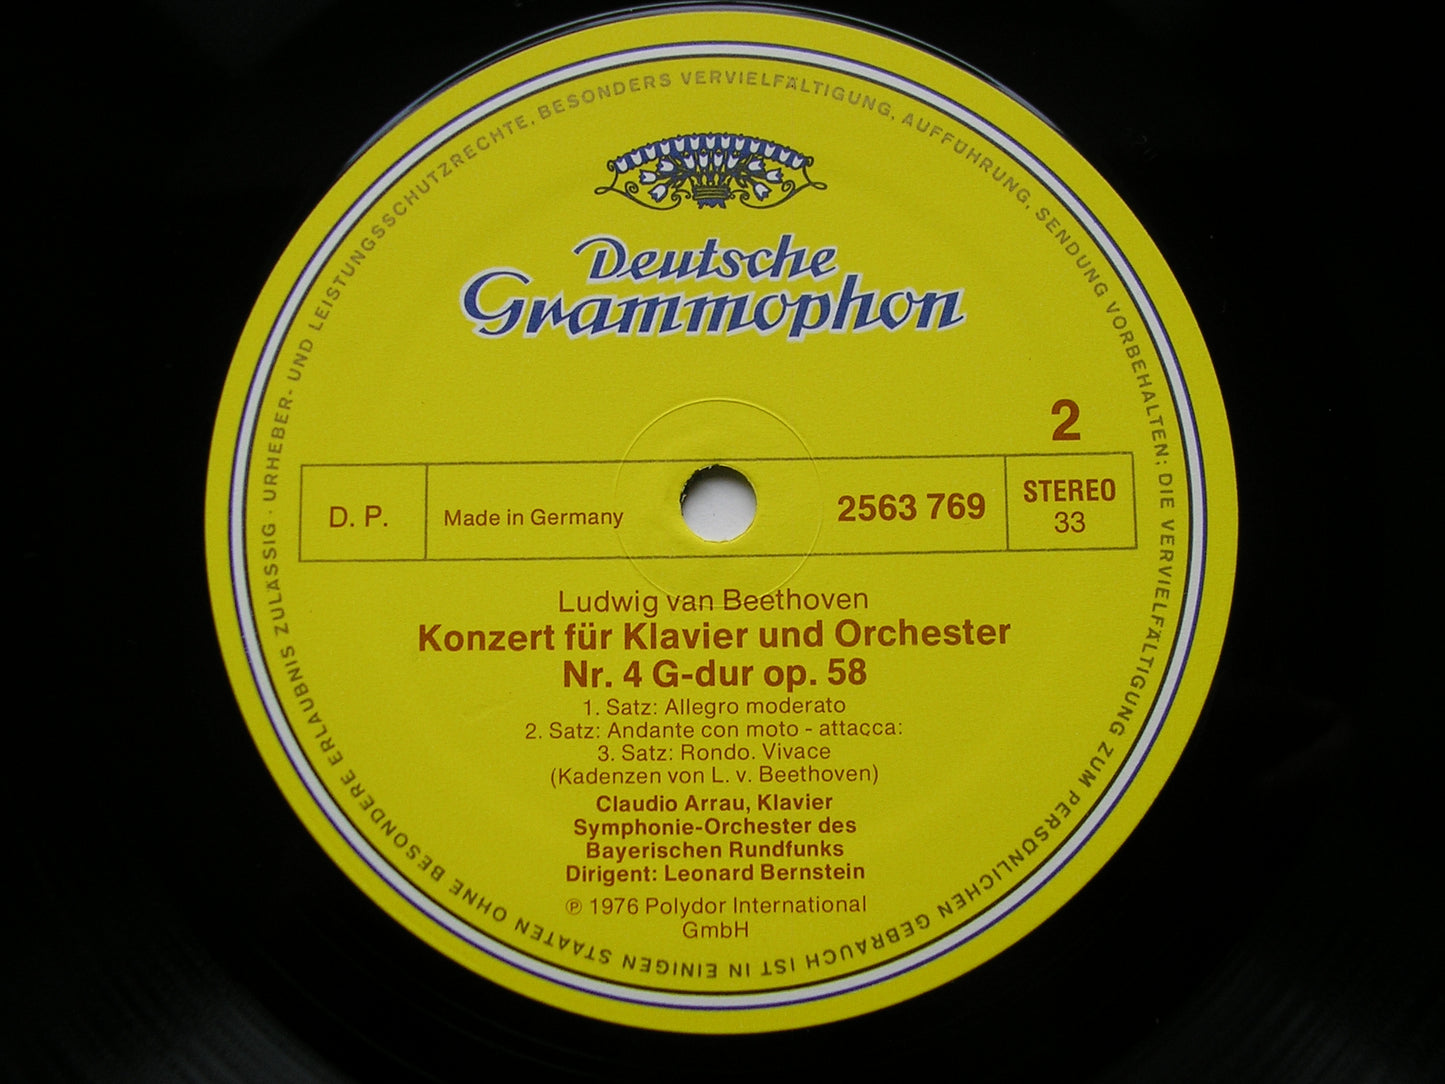 URHEBER- UND LEISTUNGSSCHUTZRECHTE, BESONDERS VERVIELFÄLTIGUNG, AUFFÜHRUNG, SENDUNG VORBEHALTEN; DIE VERVIELFÄLTIGUNG ZUM PERSÖNLICHEN GEBRAUCH IST IN EINIGEN STAATEN OHNE BESONDERE ERLAUBNIS ZULÄSSIG ·
Deutsche
Grammophon
2
D. P.
Made in Germany
2563 769
STEREO
33
Ludwig van Beethoven
Konzert für Klavier und Orchester
Nr. 4 G-dur op. 58
1. Satz: Allegro moderato
2. Satz: Andante con moto - attacca:
3. Satz: Rondo. Vivace
(Kadenzen von L. v. Beethoven)
Claudio Arrau, Klavier
Symphonie-Orchester des
Bayerischen Rundfunks
Dirigent: Leonard Bernstein
℗ 1976 Polydor International
GmbH